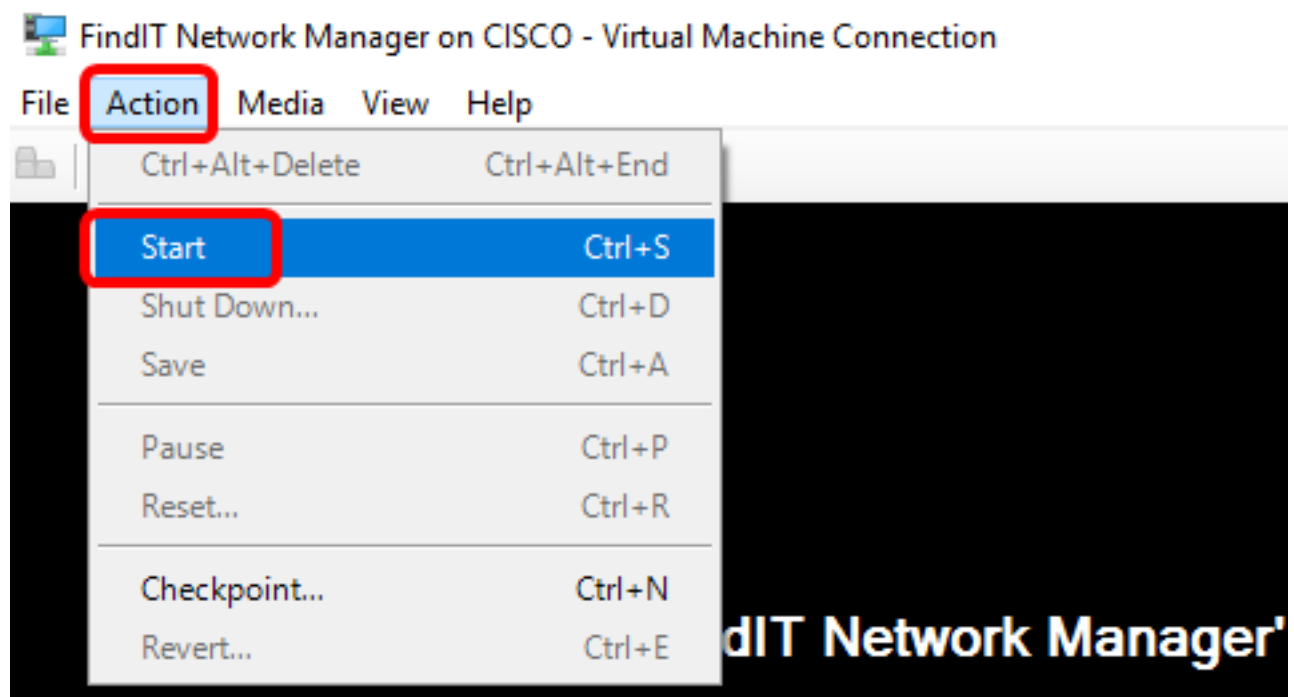 FindIT Network Manager on CISCO - Virtual Machine Connection
File Action Media View Help
Ctrl+Alt+Delete Ctrl+Alt+End
Start Ctrl+S
Shut Down... Ctrl+D
Save Ctrl+A
Pause Ctrl+P
Reset... Ctrl+R
Checkpoint... Ctrl+N
Revert... Ctrl+E
dIT Network Manager'